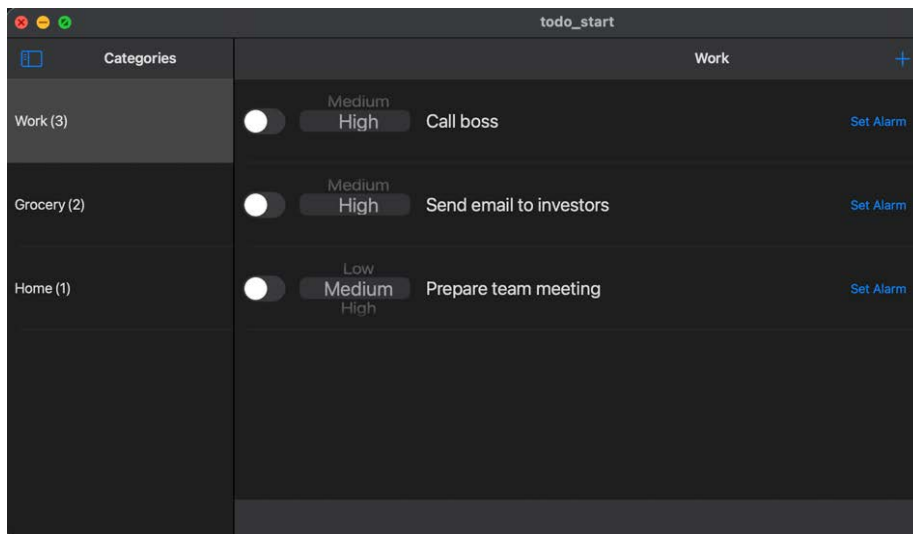 todo_start
Categories
Work
Work (3)
Medium
High
Call boss
Set Alarm
Grocery (2)
Medium
High
Send email to investors
Set Alarm
Home (1)
Low
Medium
High
Prepare team meeting
Set Alarm